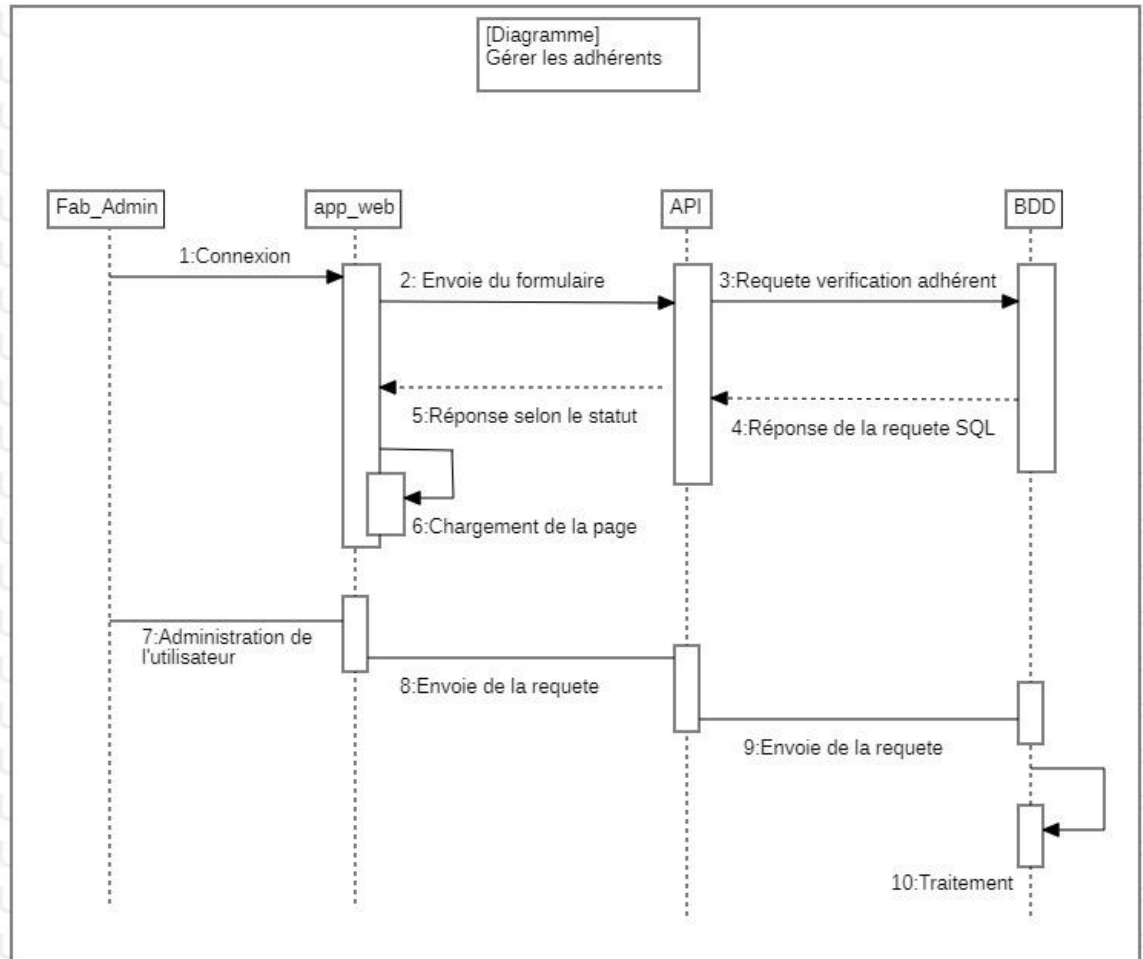 [Diagramme]
Gérer les adhérents
Fab_Admin
app_web
API
BDD
1:Connexion
2: Envoie du formulaire
3:Requete verification adhérent
5:Réponse selon le statut
4:Réponse de la requete SQL
6:Chargement de la page
7:Administration de
l'utilisateur
8:Envoie de la requete
9:Envoie de la requete
10:Traitement